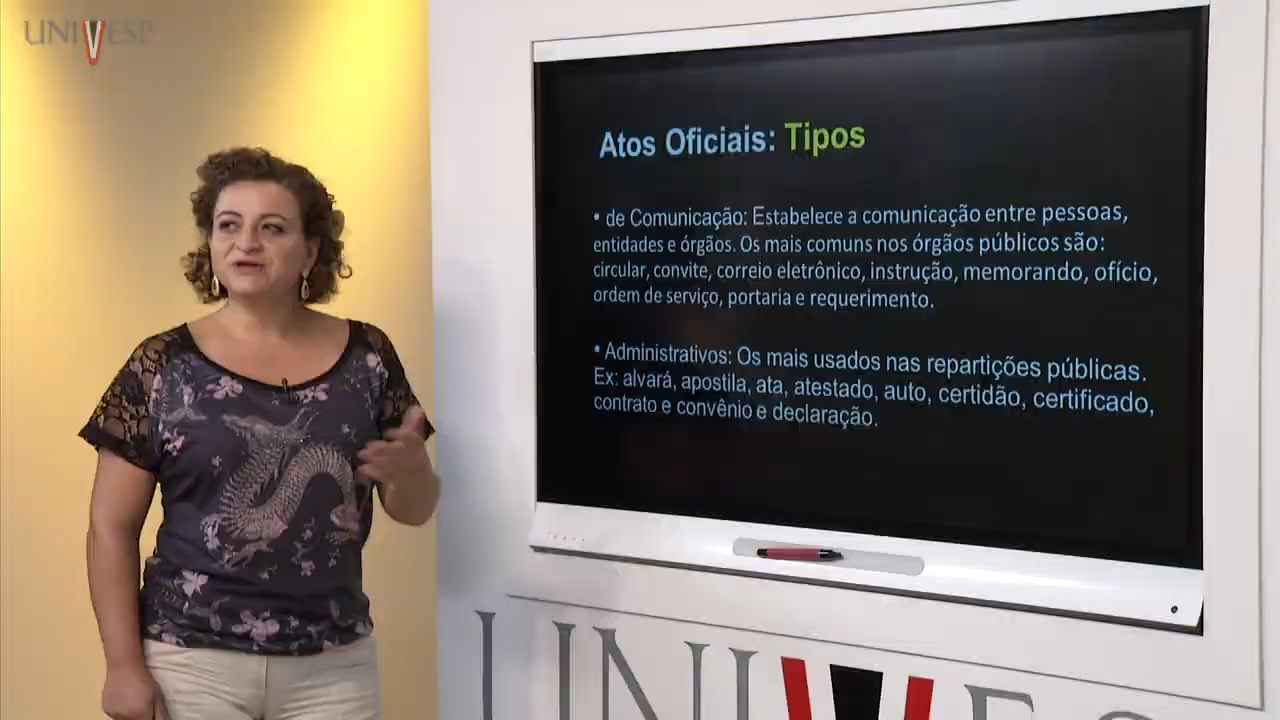 UNIVESP
Atos Oficiais: Tipos
• de Comunicação: Estabelece a comunicação entre pessoas,
entidades e órgãos. Os mais comuns nos órgãos públicos são:
circular, convite, correio eletrônico, instrução, memorando, ofício,
ordem de serviço, portaria e requerimento.
• Administrativos: Os mais usados nas repartições públicas.
Ex: alvará, apostila, ata, atestado, auto, certidão, certificado,
contrato e convênio e declaração.
UNIVES